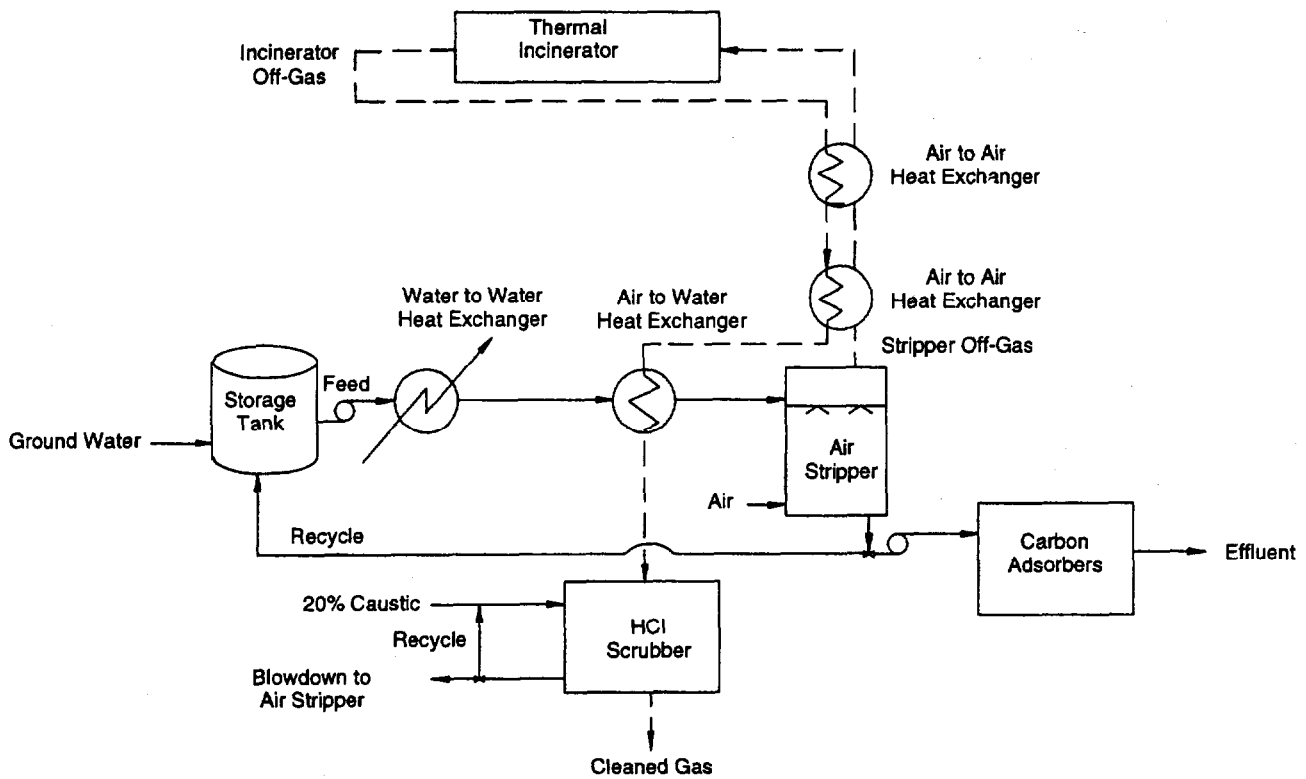 Thermal
Incinerator
Incinerator
Off-Gas
Air to Air
Heat Exchanger
Air to Air
Heat Exchanger
Water to Water
Heat Exchanger
Air to Water
Heat Exchanger
Stripper Off-Gas
Feed
Storage
Tank
Ground Water
Air
Stripper
Air
Recycle
Carbon
Adsorbers
Effluent
20% Caustic
HCl
Scrubber
Recycle
Blowdown to
Air Stripper
Cleaned Gas